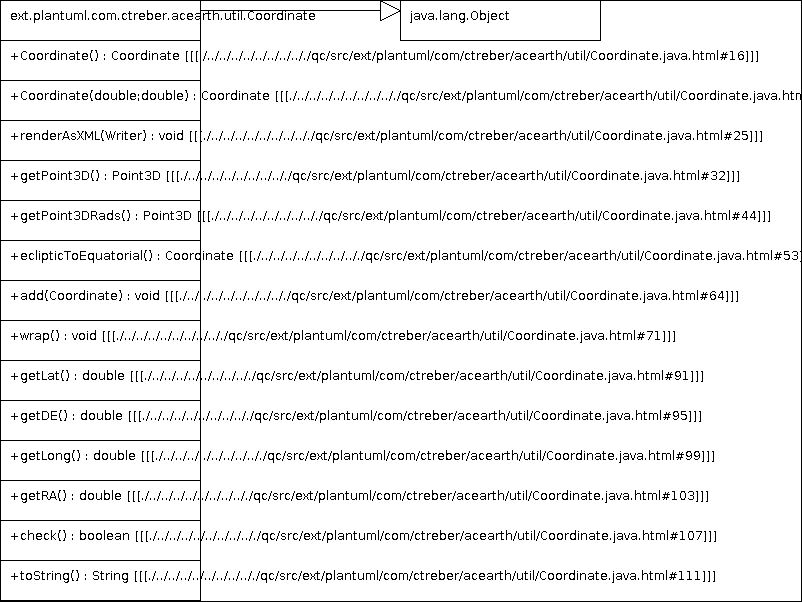 ext.plantuml.com.ctreber.acearth.util.Coordinate
java.lang.Object
+Coordinate() : Coordinate [[[./../../../../../../../../../qc/src/ext/plantuml/com/ctreber/acearth/util/Coordinate.java.html#16]]]
+Coordinate(double;double) : Coordinate [[[./../../../../../../../../../qc/src/ext/plantuml/com/ctreber/acearth/util/Coordinate.java.htm
+renderAsXML(Writer) : void [[[./../../../../../../../../../qc/src/ext/plantuml/com/ctreber/acearth/util/Coordinate.java.html#25]]]
+getPoint3D() : Point3D [[[./../../../../../../../../../qc/src/ext/plantuml/com/ctreber/acearth/util/Coordinate.java.html#32]]]
+getPoint3DRads() : Point3D [[[./../../../../../../../../../qc/src/ext/plantuml/com/ctreber/acearth/util/Coordinate.java.html#44]]]
+eclipticToEquatorial() : Coordinate [[[./../../../../../../../../../qc/src/ext/plantuml/com/ctreber/acearth/util/Coordinate.java.html#53]
+add(Coordinate) : void [[[./../../../../../../../../../qc/src/ext/plantuml/com/ctreber/acearth/util/Coordinate.java.html#64]]]
+wrap() : void [[[./../../../../../../../../../qc/src/ext/plantuml/com/ctreber/acearth/util/Coordinate.java.html#71]]]
+getLat() : double [[[./../../../../../../../../../qc/src/ext/plantuml/com/ctreber/acearth/util/Coordinate.java.html#91]]]
+getDE() : double [[[./../../../../../../../../../qc/src/ext/plantuml/com/ctreber/acearth/util/Coordinate.java.html#95]]]
+getLong() : double [[[./../../../../../../../../../qc/src/ext/plantuml/com/ctreber/acearth/util/Coordinate.java.html#99]]]
+getRA() : double [[[./../../../../../../../../../qc/src/ext/plantuml/com/ctreber/acearth/util/Coordinate.java.html#103]]]
+check() : boolean [[[./../../../../../../../../../qc/src/ext/plantuml/com/ctreber/acearth/util/Coordinate.java.html#107]]]
+toString() : String [[[./../../../../../../../../../qc/src/ext/plantuml/com/ctreber/acearth/util/Coordinate.java.html#111]]]